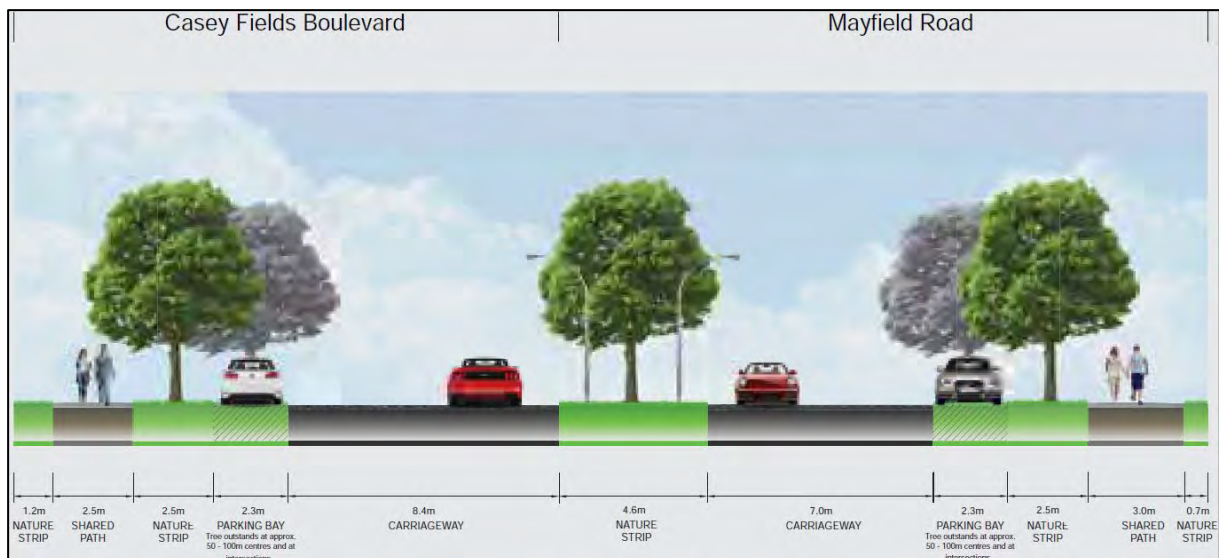 Casey Fields Boulevard
Mayfield Road
1.2m
NATURE
STRIP
2.5m
SHARED
PATH
2.5m
NATURE
STRIP
2.3m
PARKING BAY
Tree outstands at approx.
50 - 100m centres and at
intersections
8.4m
CARRIAGEWAY
4.6m
NATURE
STRIP
7.0m
CARRIAGEWAY
2.3m
PARKING BAY
Tree outstands at approx.
50 - 100m centres and at
intersections
2.5m
NATURE
STRIP
3.0m
SHARED
PATH
0.7m
NATURE
STRIP